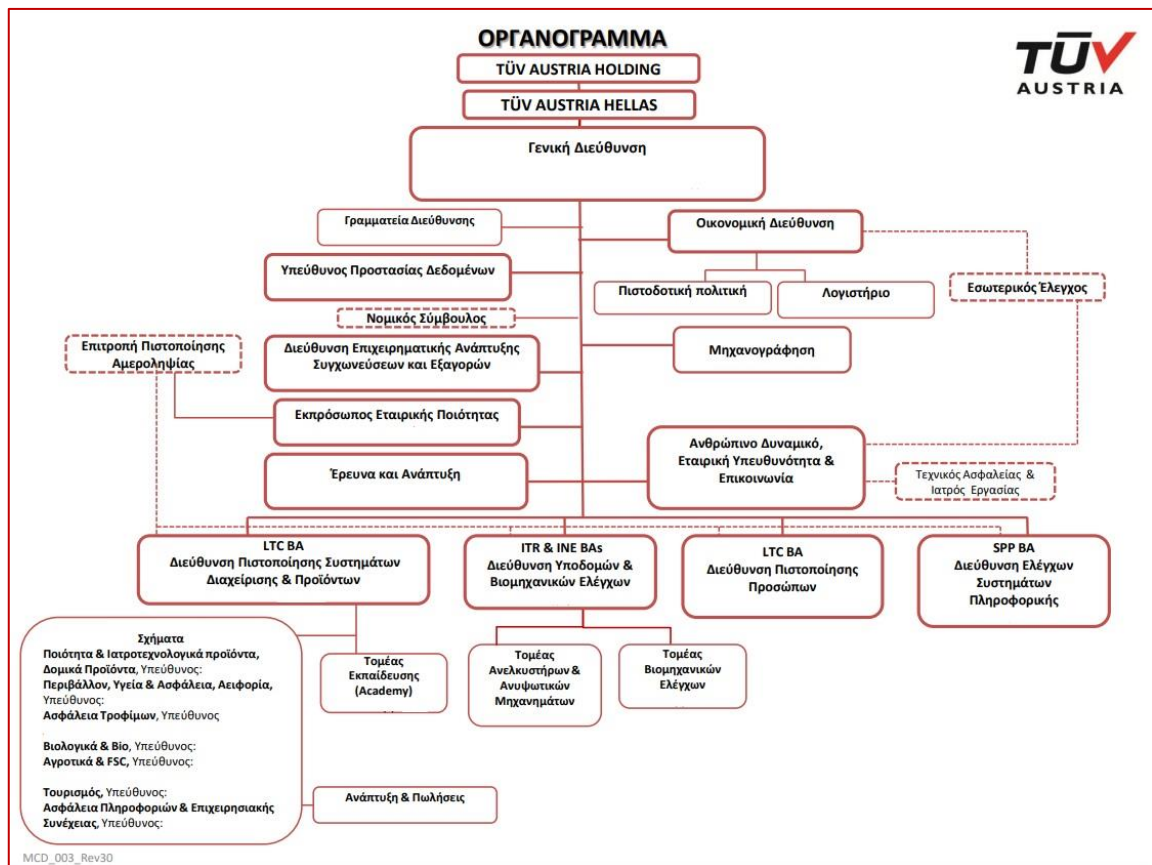 ΟΡΓΑΝΟΓΡΑΜΜΑ
TÜV AUSTRIA HOLDING
TÜV AUSTRIA HELLAS
TÜV
AUSTRIA
Γενική Διεύθυνση
Γραμματεία Διεύθυνσης
Οικονομική Διεύθυνση
Υπεύθυνος Προστασίας Δεδομένων
Πιστοδοτική πολιτική
Λογιστήριο
Εσωτερικός Έλεγχος
Νομικός Σύμβουλος
Επιτροπή Πιστοποίησης
Αμεροληψίας
Διεύθυνση Επιχειρηματικής Ανάπτυξης
Συγχωνεύσεων και Εξαγορών
Μηχανογράφηση
Εκπρόσωπος Εταιρικής Ποιότητας
Ανθρώπινο Δυναμικό,
Εταιρική Υπευθυνότητα &
Επικοινωνία
Έρευνα και Ανάπτυξη
Τεχνικός Ασφαλείας &
Ιατρός Εργασίας
LTC BA
Διεύθυνση Πιστοποίησης Συστημάτων
Διαχείρισης & Προϊόντων
ITR & INE BAs
Διεύθυνση Υποδομών &
Βιομηχανικών Ελέγχων
LTC BA
Διεύθυνση Πιστοποίησης
Προσώπων
SPP BA
Διεύθυνση Ελέγχων
Συστημάτων
Πληροφορικής
Σχήματα
Ποιότητα & Ιατροτεχνολογικά προϊόντα,
Δομικά Προϊόντα, Υπεύθυνος:
Περιβάλλον, Υγεία & Ασφάλεια, Αειφορία,
Υπεύθυνος:
Ασφάλεια Τροφίμων, Υπεύθυνος
Βιολογικά & Bio, Υπεύθυνος:
Αγροτικά & FSC, Υπεύθυνος:
Τουρισμός, Υπεύθυνος:
Ασφάλεια Πληροφοριών & Επιχειρησιακής
Συνέχειας, Υπεύθυνος:
Τομέας
Εκπαίδευσης
(Academy)
Τομέας
Ανελκυστήρων &
Ανυψωτικών
Μηχανημάτων
Τομέας
Βιομηχανικών
Ελέγχων
Ανάπτυξη & Πωλήσεις
MCD_003_Rev30